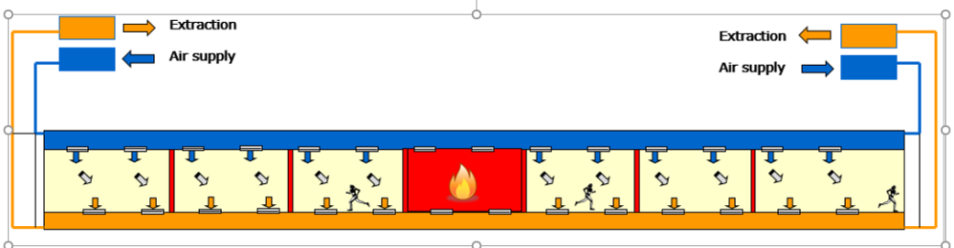 Extraction
Air supply
Extraction
Air supply